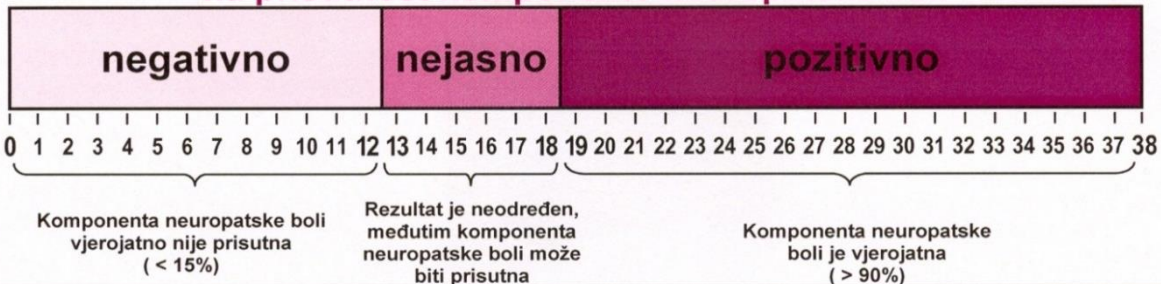 negativno nejasno pozitivno
0 1 2 3 4 5 6 7 8 9 10 11 12 13 14 15 16 17 18 19 20 21 22 23 24 25 26 27 28 29 30 31 32 33 34 35 36 37 38
Komponenta neuropatske boli
vjerojatno nije prisutna
( < 15%)
Rezultat je neodređen,
međutim komponenta
neuropatske boli može
biti prisutna
Komponenta neuropatske
boli je vjerojatna
( > 90%)